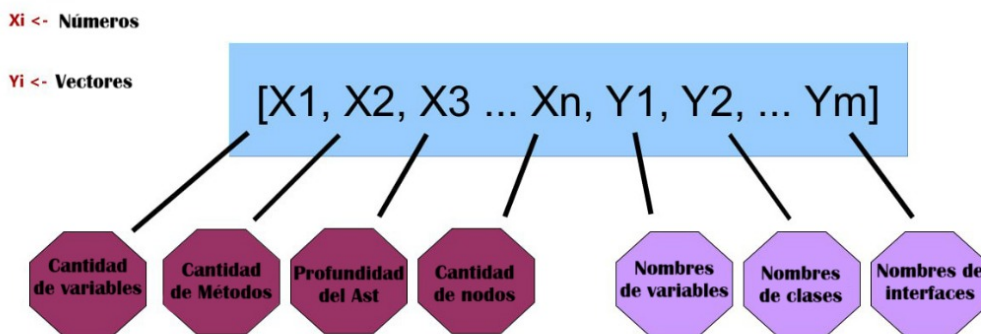 Xi <- Números
Yi <- Vectores
[X1, X2, X3 ... Xn, Y1, Y2, ... Ym]
Cantidad
de variables
Cantidad
de Métodos
Profundidad
del Ast
Cantidad
de nodos
Nombres
de variables
Nombres
de clases
Nombres de
interfaces